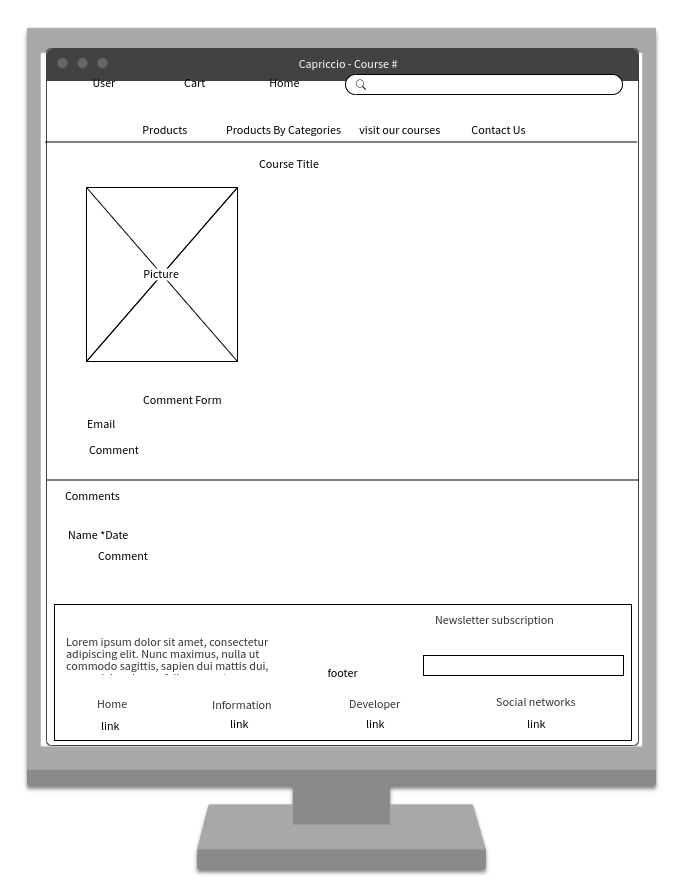 Capriccio - Course #
User Cart Home
Products Products By Categories visit our courses Contact Us
Course Title
Picture
Comment Form
Email
Comment
Comments
Name *Date
Comment
Newsletter subscription
Lorem ipsum dolor sit amet, consectetur
adipiscing elit. Nunc maximus, nulla ut
commodo sagittis, sapien dui mattis dui,
footer
Home Information Developer Social networks
link link link link